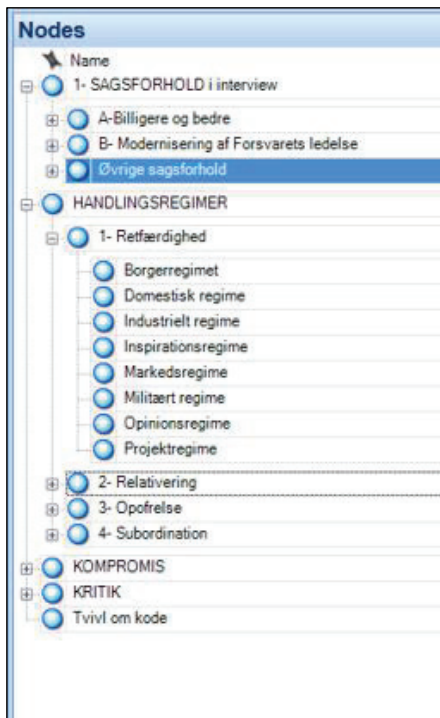 Nodes
Name
1- SAGSFORHOLD i interview
A-Billigere og bedre
B- Modernisering af Forsvarets ledelse
Øvrige sagsforhold
HANDLINGSREGIMER
1- Retfærdighed
Borgerregimet
Domestisk regime
Industrielt regime
Inspirationsregime
Markedsregime
Militært regime
Opinionsregime
Projektregime
2- Relativering
3- Opofrelse
4- Subordination
KOMPROMIS
KRITIK
Tvivl om kode